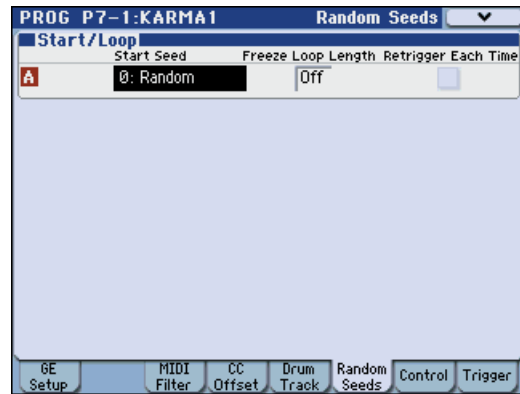 PROG P7-1:KARMA1 Random Seeds
Start/Loop
Start Seed Freeze Loop Length Retrigger Each Time
A 0: Random Off
GE Setup MIDI Filter CC Offset Drum Track Random Seeds Control Trigger